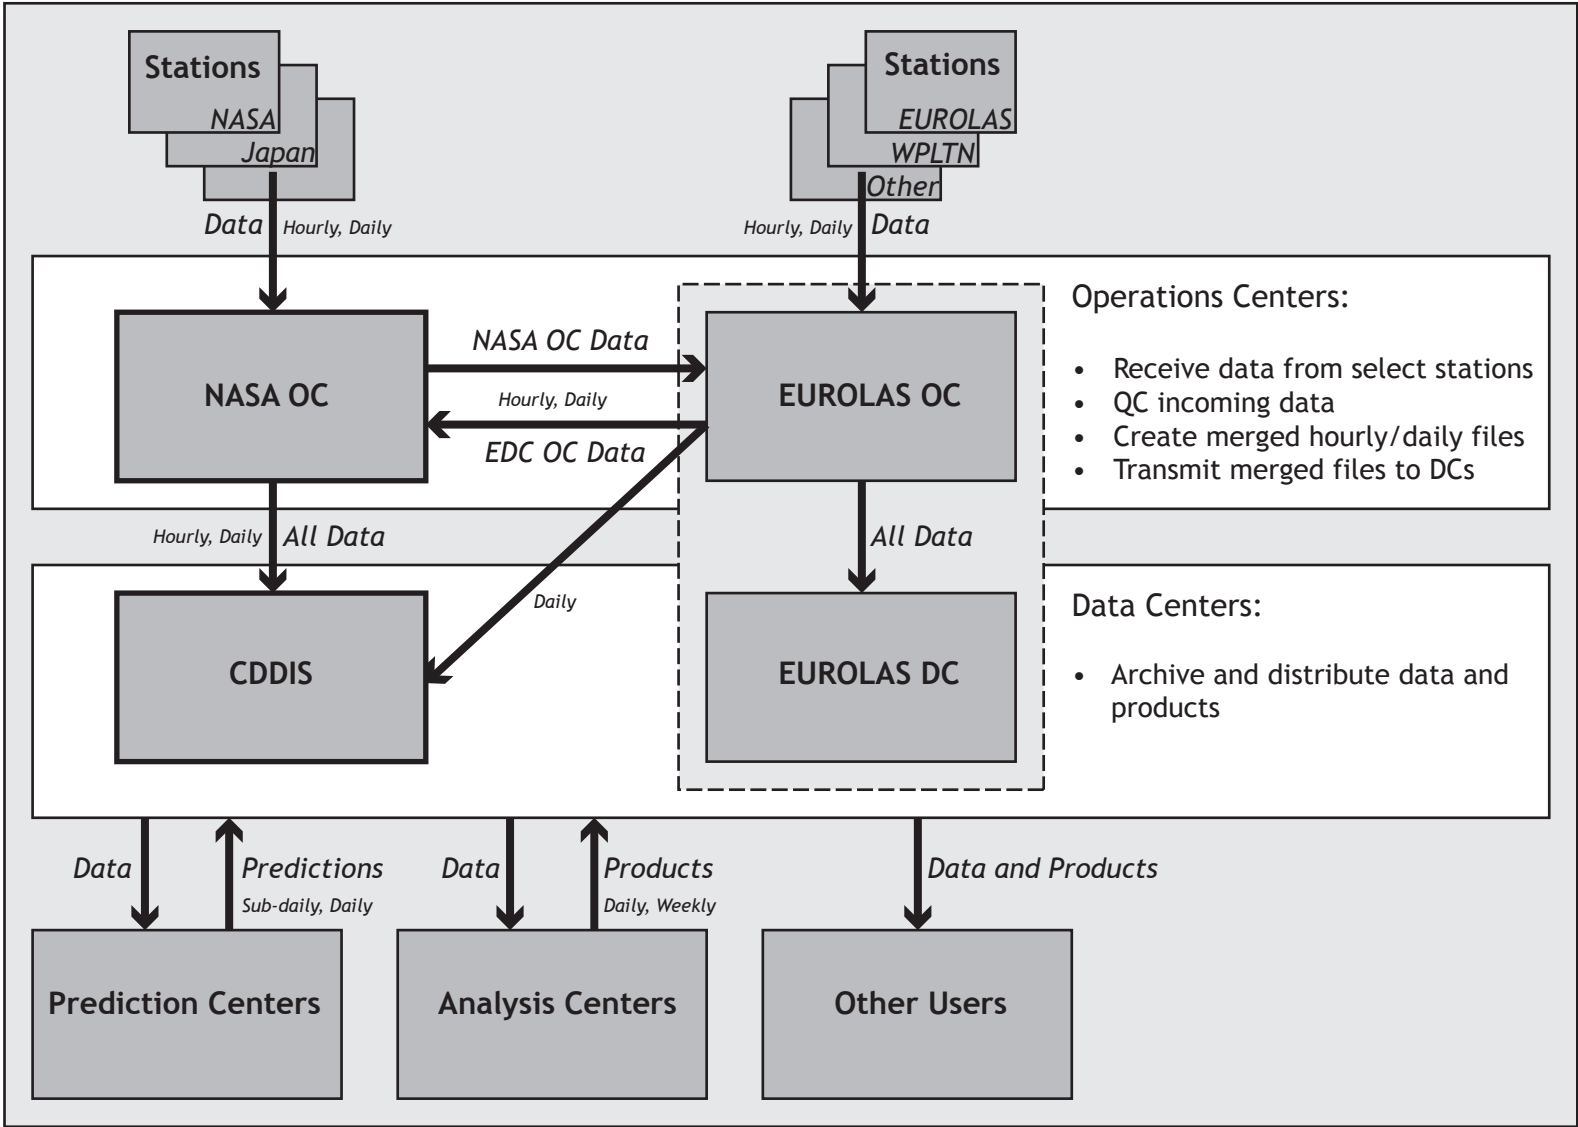 Stations
NASA
Japan
Stations
EUROLAS
WPLTN
Other
Data
Hourly, Daily
Hourly, Daily
Data
NASA OC
NASA OC Data
Hourly, Daily
EDC OC Data
EUROLAS OC
Operations Centers:
• Receive data from select stations
• QC incoming data
• Create merged hourly/daily files
• Transmit merged files to DCs
Hourly, Daily
All Data
All Data
Daily
CDDIS
EUROLAS DC
Data Centers:
• Archive and distribute data and
products
Data
Predictions
Sub-daily, Daily
Data
Products
Daily, Weekly
Data and Products
Prediction Centers
Analysis Centers
Other Users